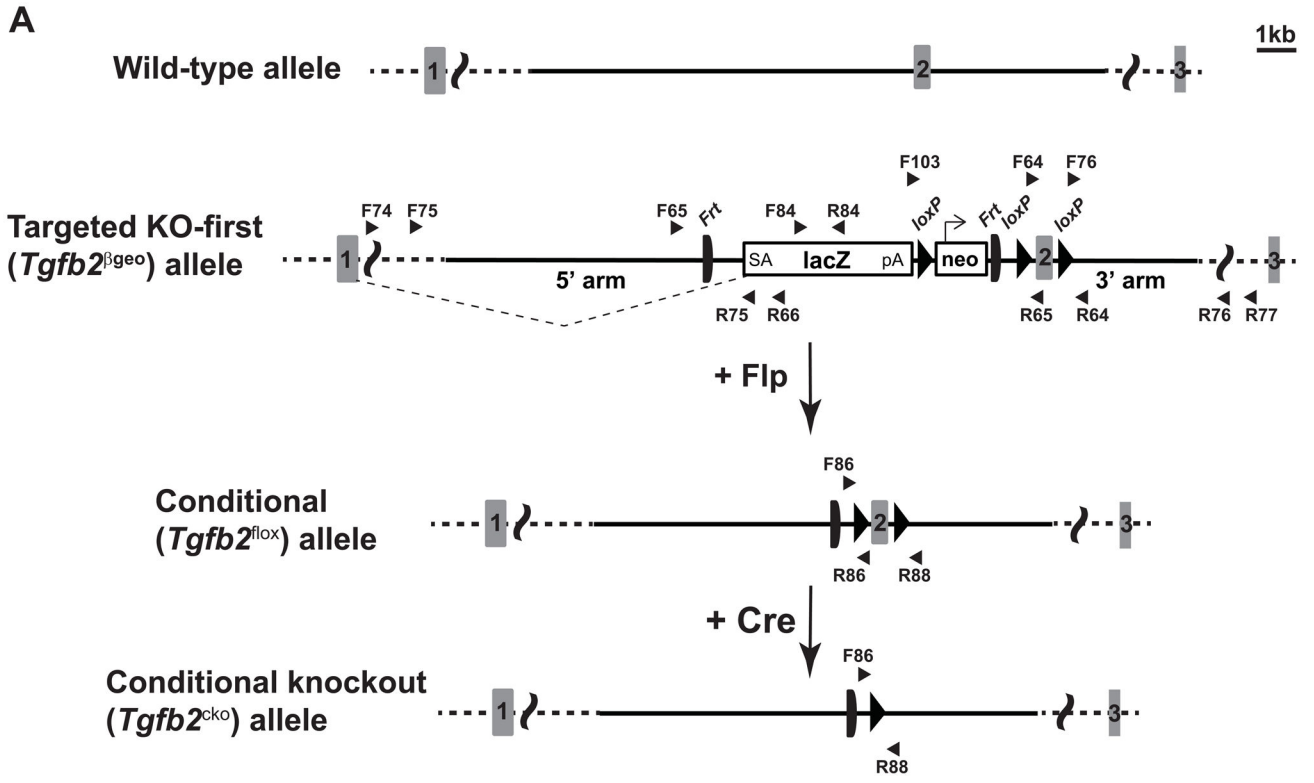 A
1kb
Wild-type allele
1
2
3
F103
F64
F76
F74
F75
F65
Frt
F84
R84
loxP
Frt
loxP
loxP
Targeted KO-first
(Tgfb2βgeo) allele
1
5’ arm
SA
lacZ
pA
neo
2
3’ arm
3
R75
R66
R65
R64
R76
R77
+ Flp
F86
Conditional
(Tgfb2flox) allele
1
2
3
R86
R88
+ Cre
F86
Conditional knockout
(Tgfb2cko) allele
1
3
R88